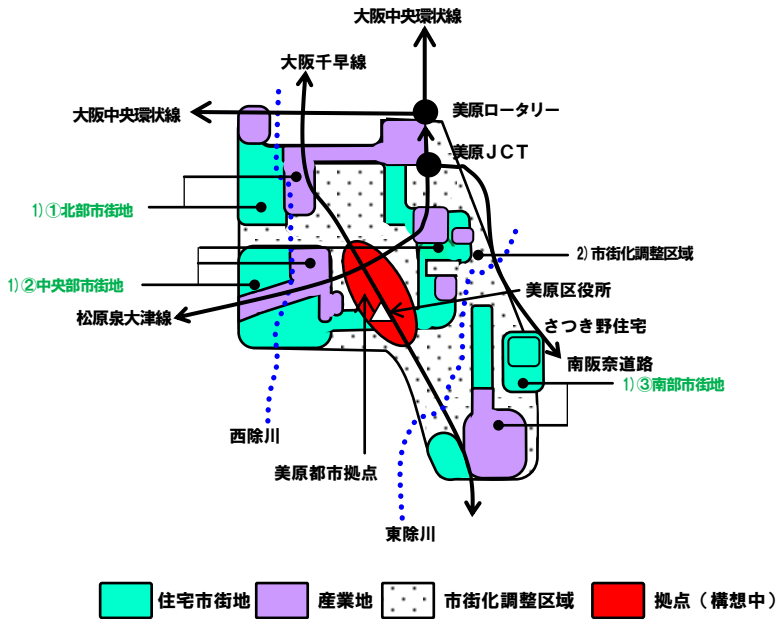 大阪中央環状線
大阪千早線
大阪中央環状線
美原ロータリー
美原JCT
1)①北部市街地
2)市街化調整区域
1)②中央部市街地
美原区役所
松原泉大津線
さつき野住宅
南阪奈道路
1)③南部市街地
西除川
美原都市拠点
東除川
住宅市街地
産業地
市街化調整区域
拠点（構想中）